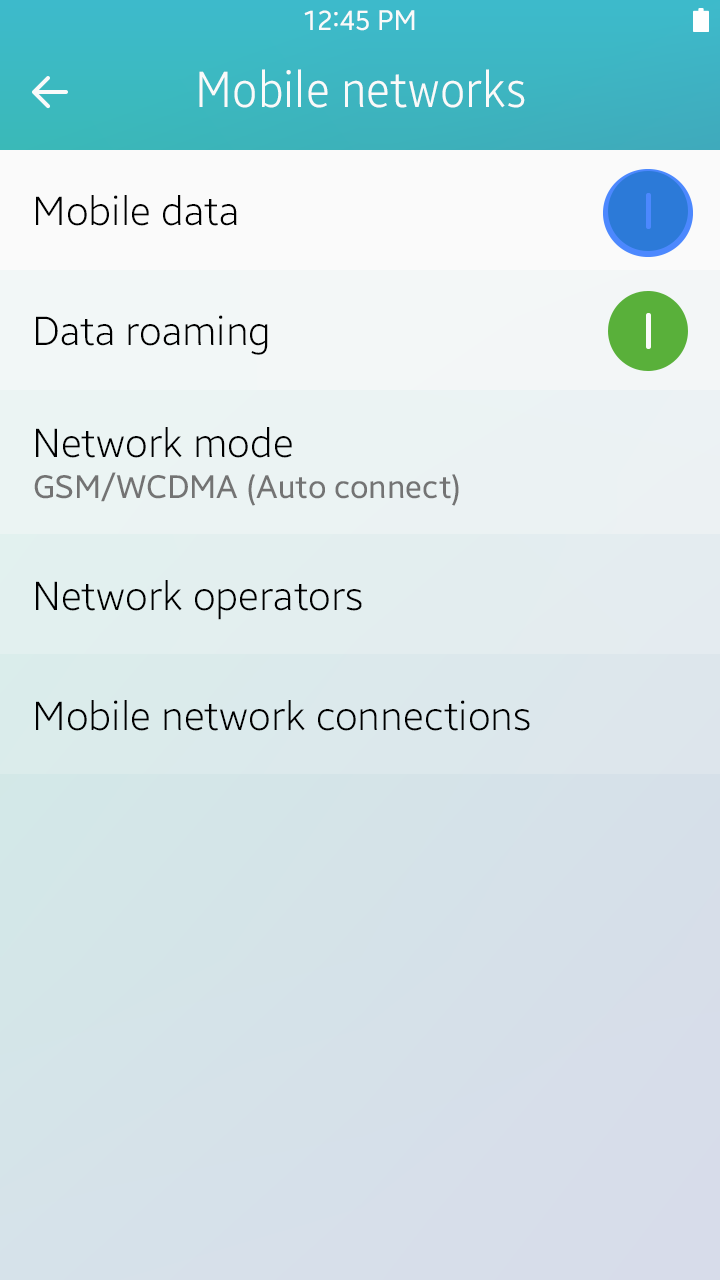 12:45 PM
Mobile networks
Mobile data
Data roaming
Network mode
GSM/WCDMA (Auto connect)
Network operators
Mobile network connections